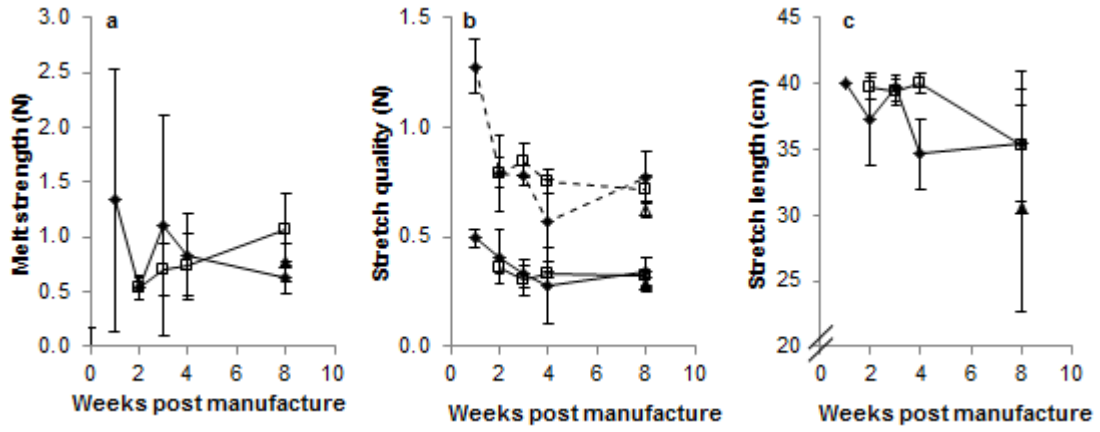 a
Melt strength (N)
3.0
2.5
2.0
1.5
1.0
0.5
0.0
0 2 4 6 8 10
Weeks post manufacture
b
Stretch quality (N)
1.5
1.0
0.5
0.0
0 2 4 6 8 10
Weeks post manufacture
c
Stretch length (cm)
45
40
35
30
25
20
0 2 4 6 8 10
Weeks post manufacture